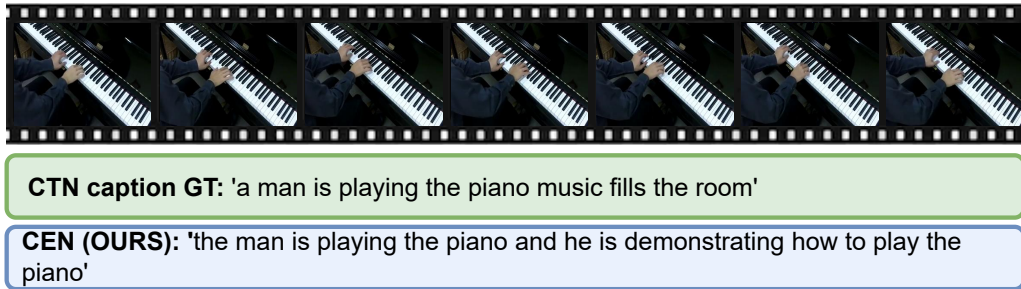 CTN caption GT: 'a man is playing the piano music fills the room'
CEN (OURS): 'the man is playing the piano and he is demonstrating how to play the
piano'